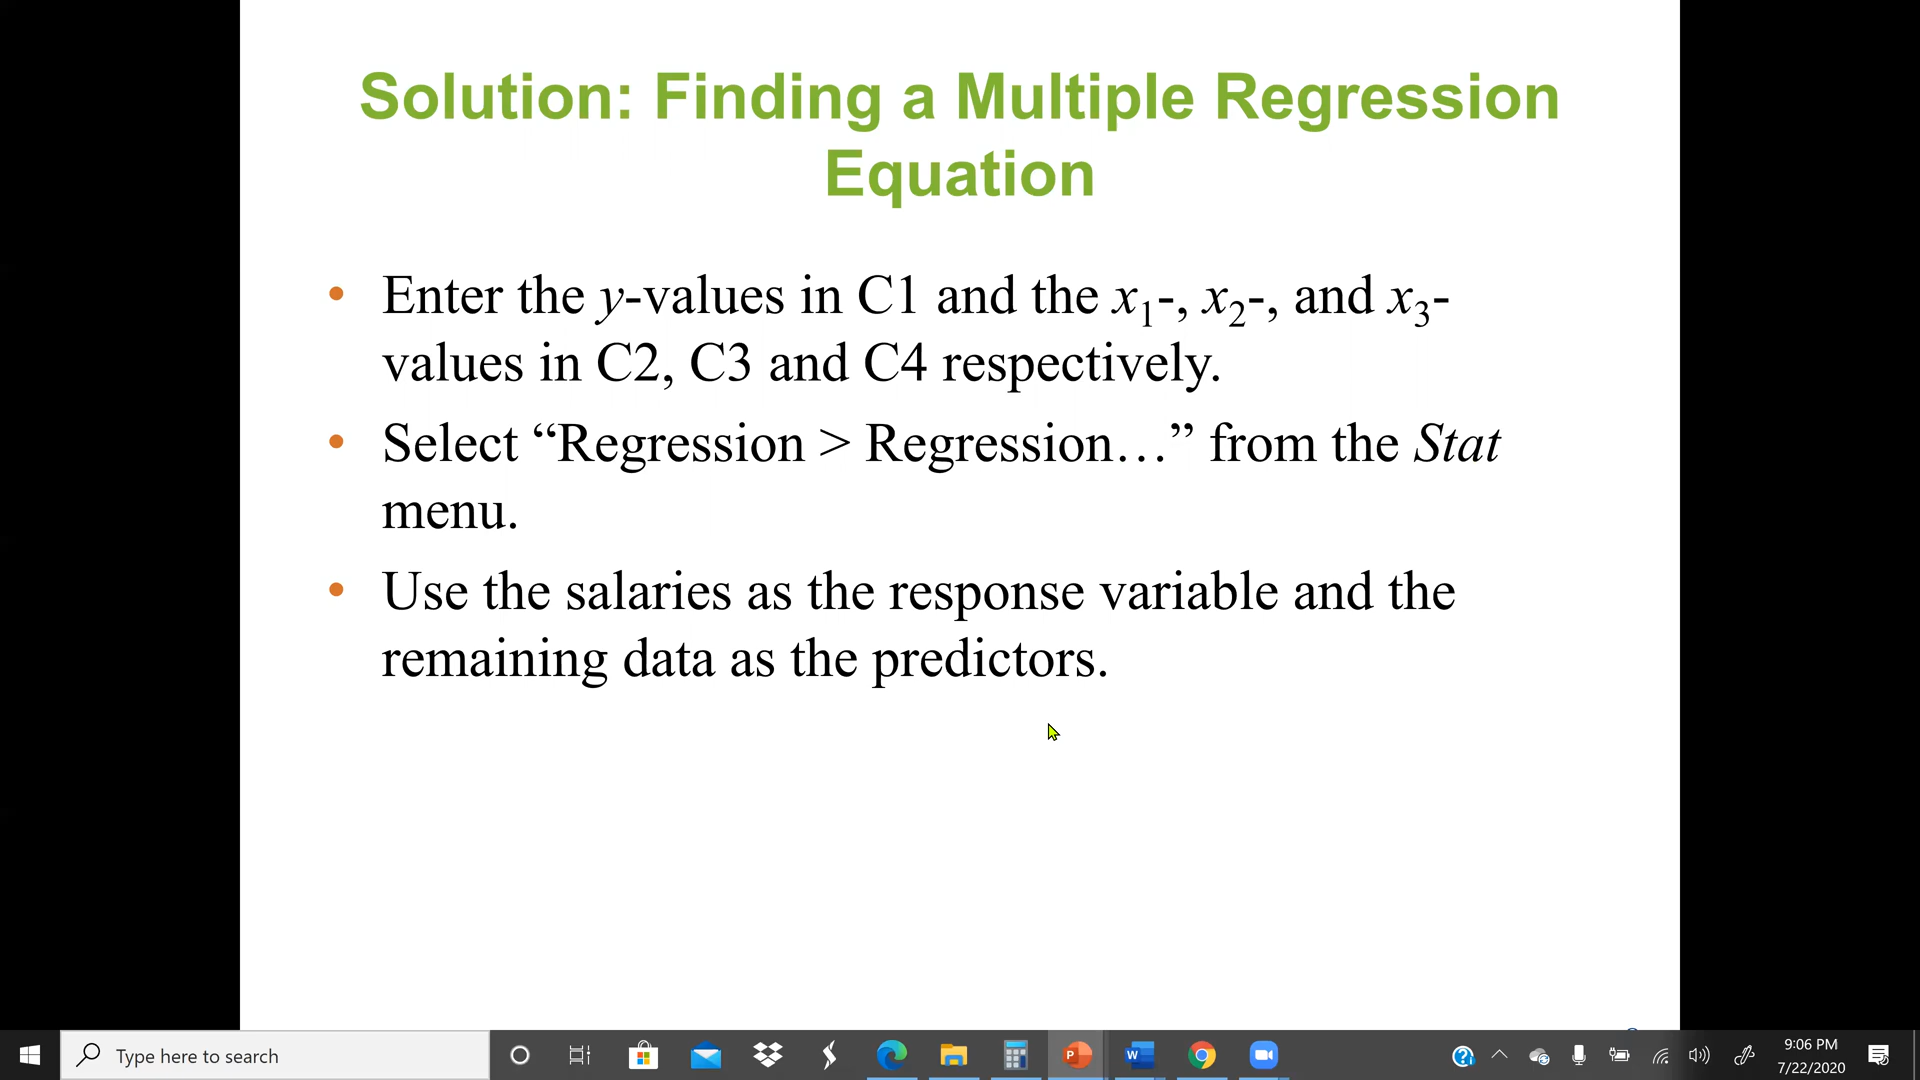 Solution: Finding a Multiple Regression
Equation
• Enter the y-values in C1 and the x₁-, x₂-, and x₃-
values in C2, C3 and C4 respectively.
• Select “Regression > Regression…” from the Stat
menu.
• Use the salaries as the response variable and the
remaining data as the predictors.
Type here to search
9:06 PM
7/22/2020